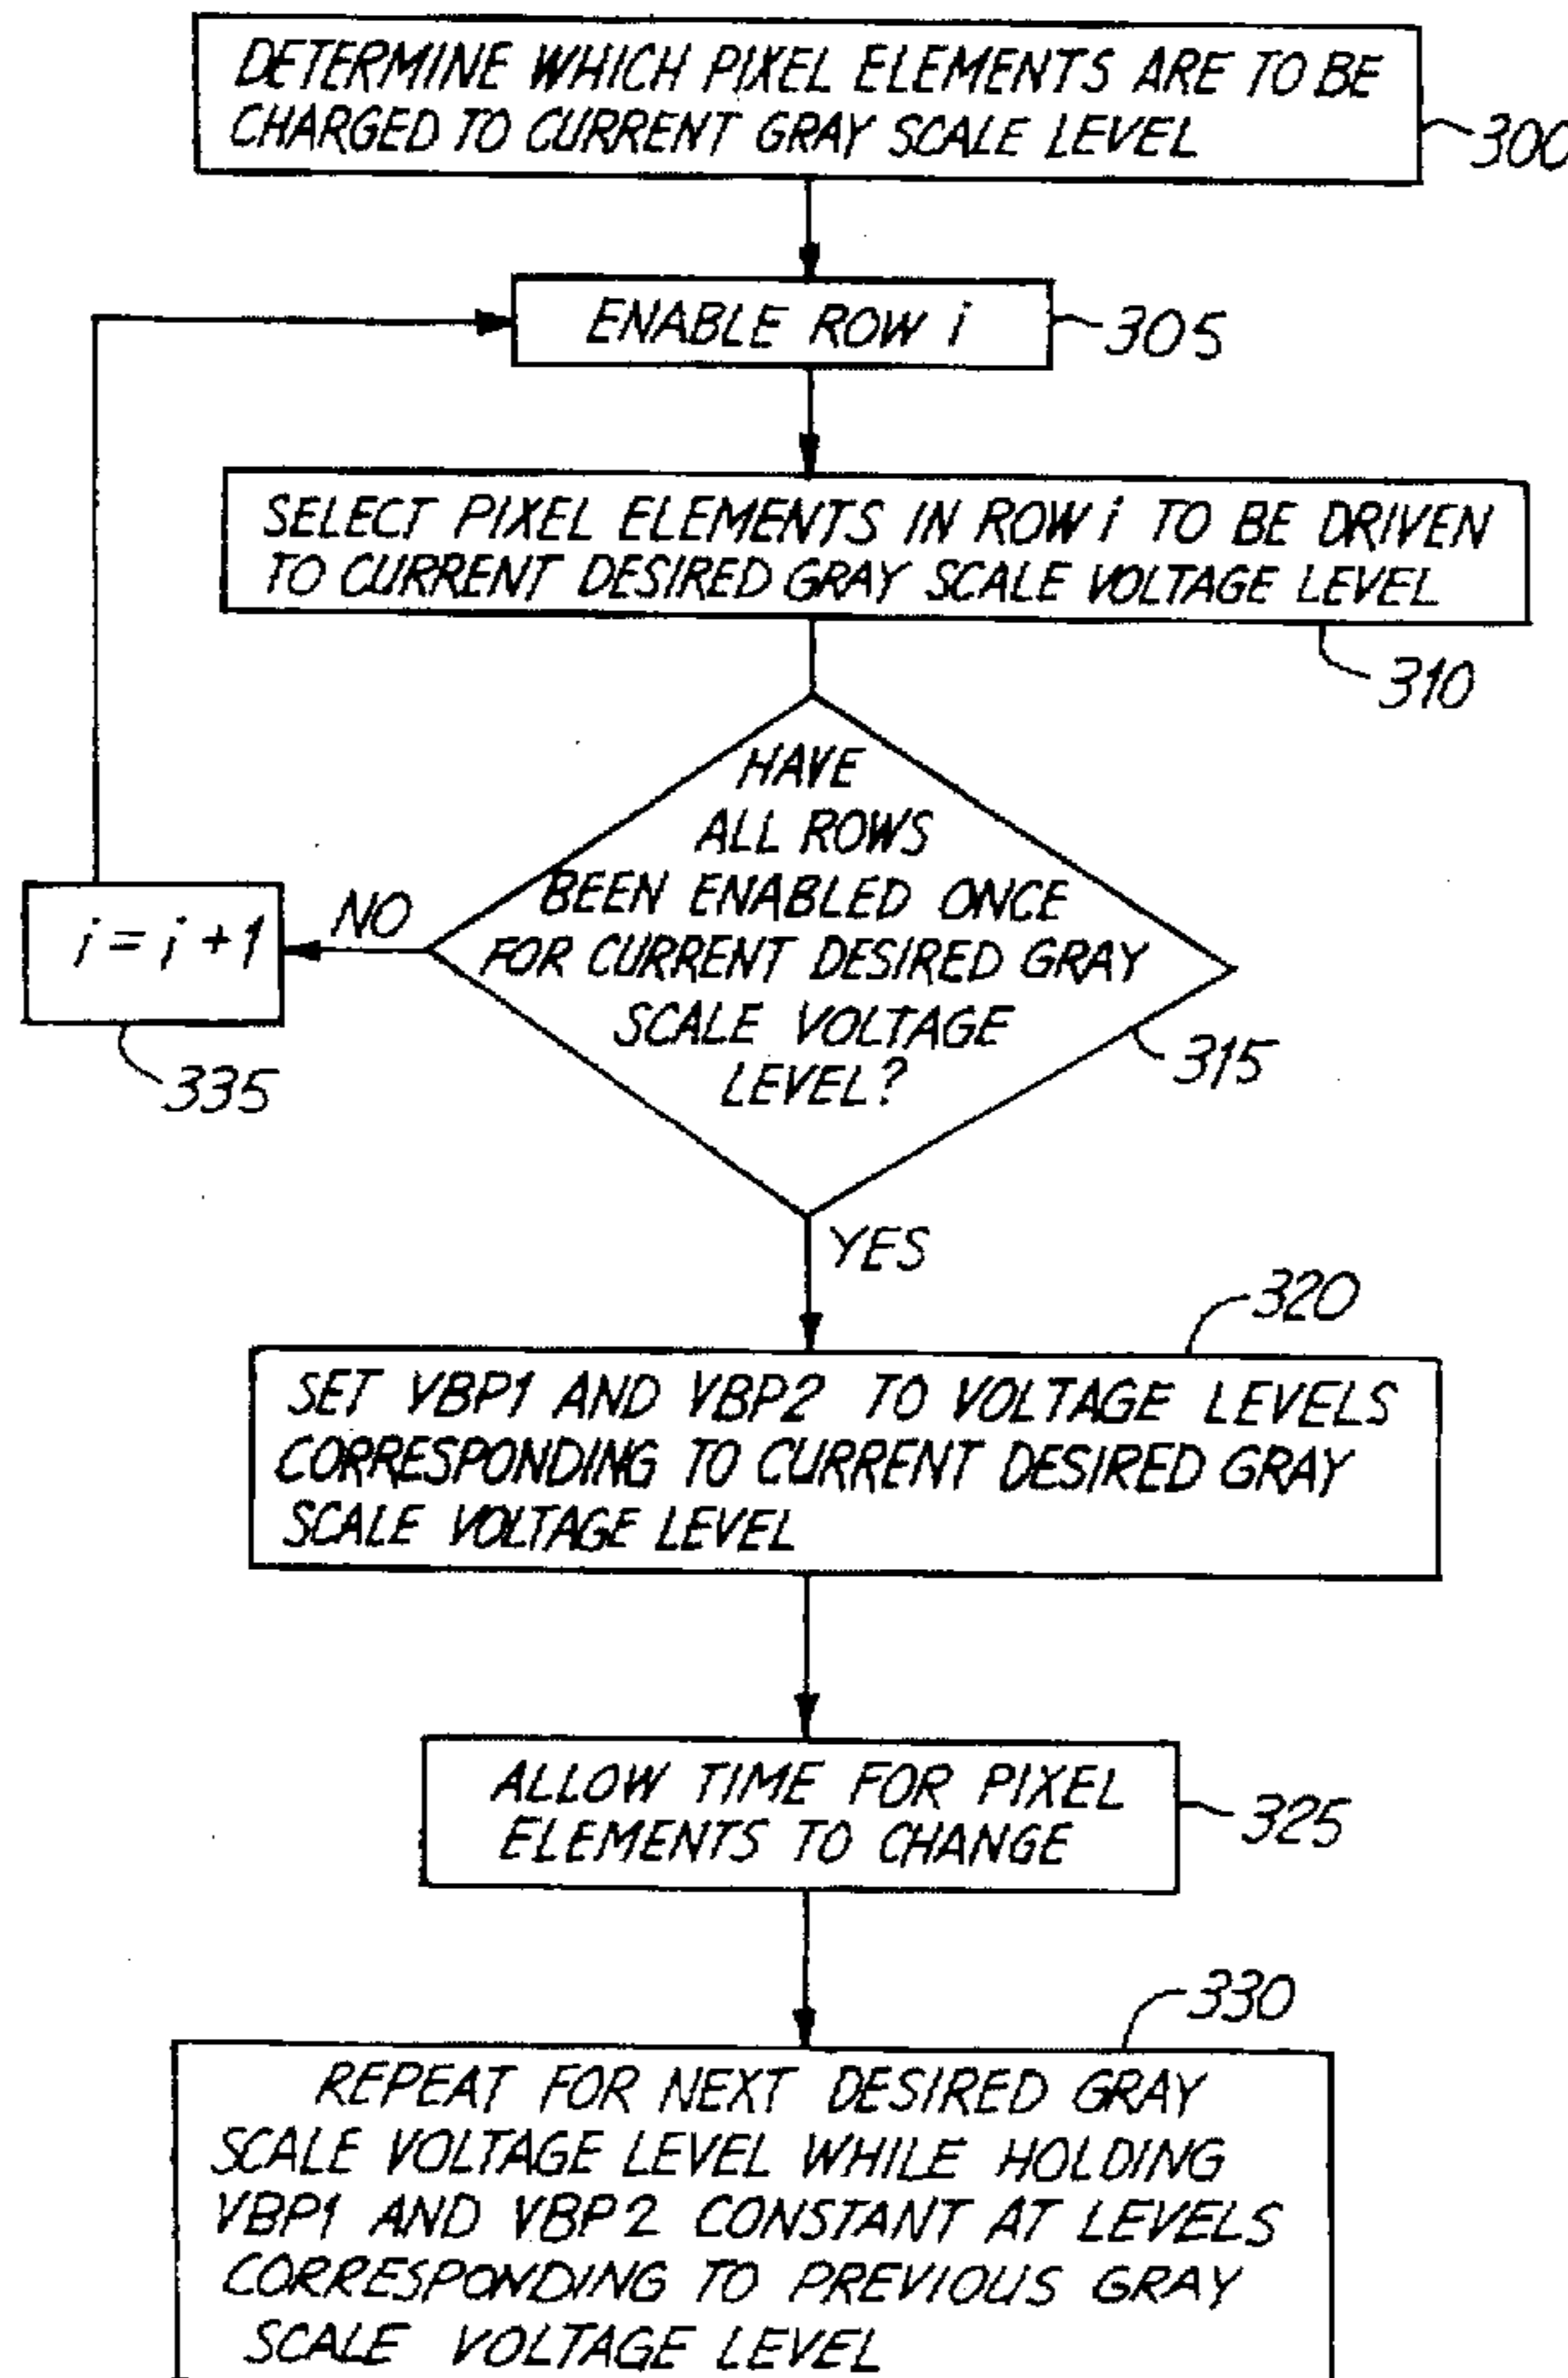 DETERMINE WHICH PIXEL ELEMENTS ARE TO BE
CHARGED TO CURRENT GRAY SCALE LEVEL
300
ENABLE ROW i
305
SELECT PIXEL ELEMENTS IN ROW i TO BE DRIVEN
TO CURRENT DESIRED GRAY SCALE VOLTAGE LEVEL
310
HAVE
ALL ROWS
BEEN ENABLED ONCE
FOR CURRENT DESIRED GRAY
SCALE VOLTAGE
LEVEL?
315
NO
i = i + 1
335
YES
320
SET VBP1 AND VBP2 TO VOLTAGE LEVELS
CORRESPONDING TO CURRENT DESIRED GRAY
SCALE VOLTAGE LEVEL
ALLOW TIME FOR PIXEL
ELEMENTS TO CHANGE
325
330
REPEAT FOR NEXT DESIRED GRAY
SCALE VOLTAGE LEVEL WHILE HOLDING
VBP1 AND VBP2 CONSTANT AT LEVELS
CORRESPONDING TO PREVIOUS GRAY
SCALE VOLTAGE LEVEL